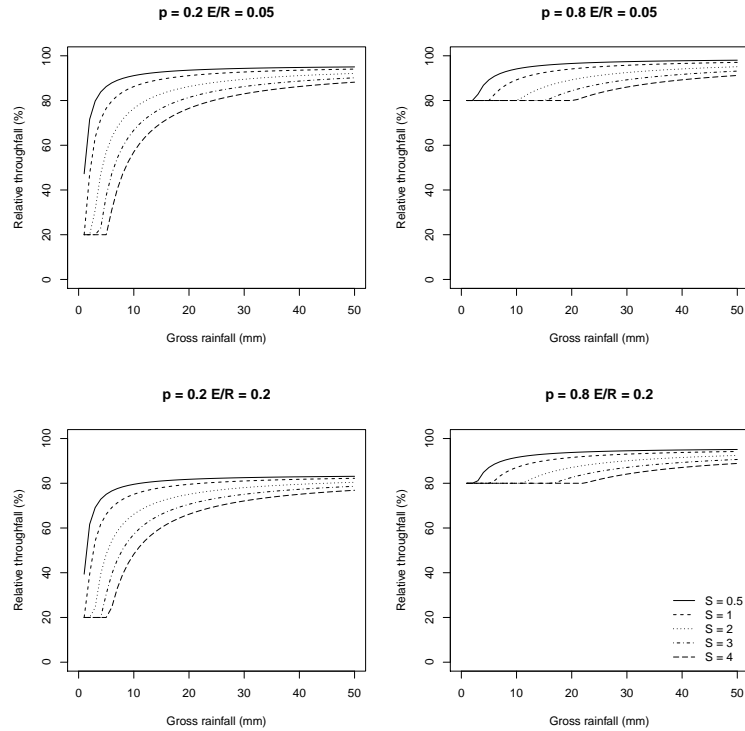 p = 0.2 E/R = 0.05
Relative throughfall (%)
100
80
60
40
20
0
0 10 20 30 40 50
Gross rainfall (mm)
p = 0.8 E/R = 0.05
Relative throughfall (%)
100
80
60
40
20
0
0 10 20 30 40 50
Gross rainfall (mm)
p = 0.2 E/R = 0.2
Relative throughfall (%)
100
80
60
40
20
0
0 10 20 30 40 50
Gross rainfall (mm)
p = 0.8 E/R = 0.2
Relative throughfall (%)
100
80
60
40
20
0
S = 0.5
S = 1
S = 2
S = 3
S = 4
0 10 20 30 40 50
Gross rainfall (mm)